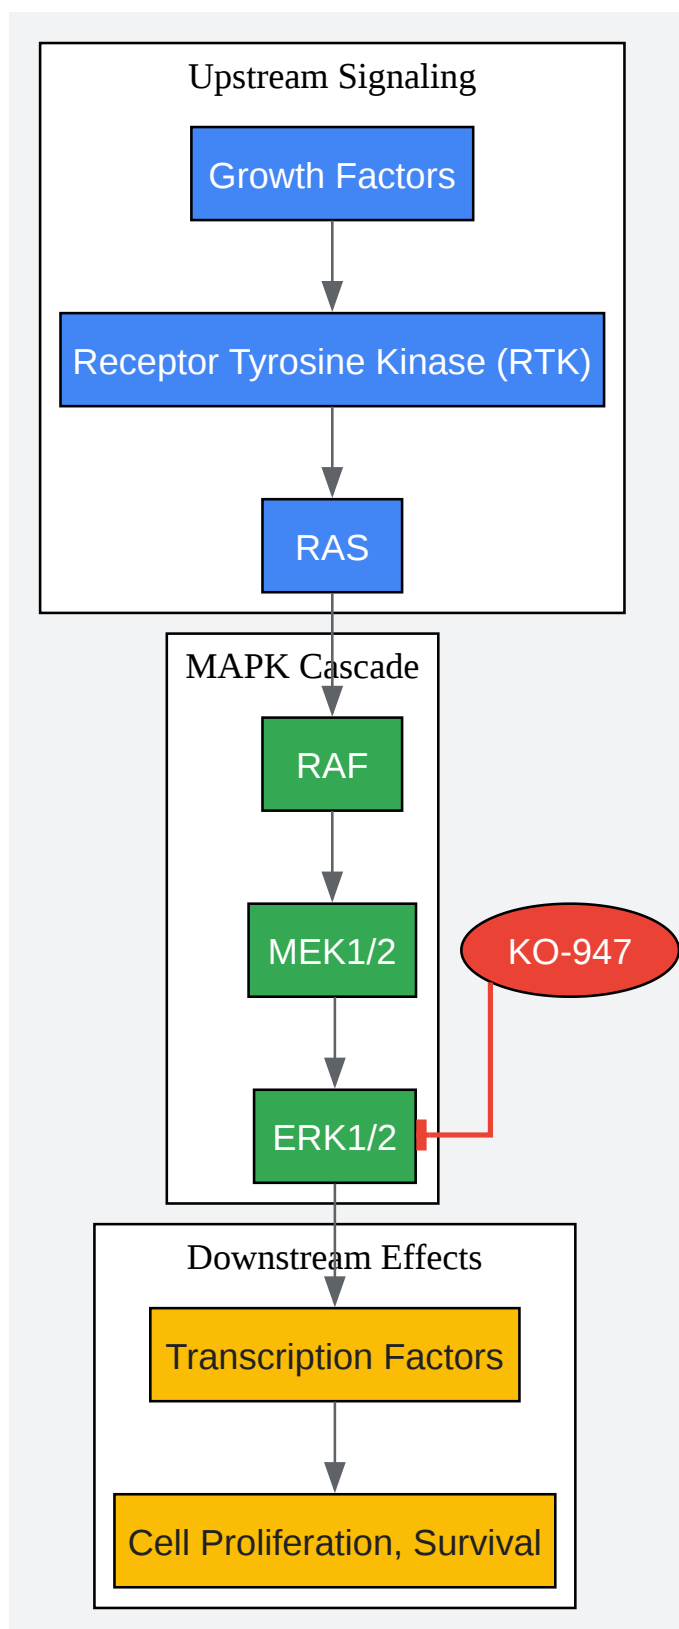 Upstream Signaling
Growth Factors
Receptor Tyrosine Kinase (RTK)
RAS
MAPK Cascade
RAF
MEK1/2
KO-947
ERK1/2
Downstream Effects
Transcription Factors
Cell Proliferation, Survival